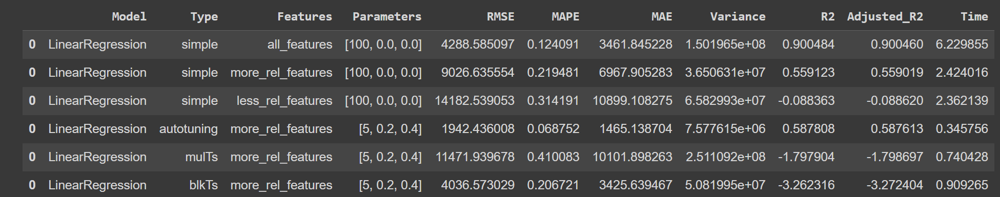 Model Type Features Parameters RMSE MAPE MAE Variance R2 Adjusted_R2 Time
0 LinearRegression simple all_features [100, 0.0, 0.0] 4288.585097 0.124091 3461.845228 1.501965e+08 0.900484 0.900460 6.229855
0 LinearRegression simple more_rel_features [100, 0.0, 0.0] 9026.635554 0.219481 6967.905283 3.650631e+07 0.559123 0.559019 2.424016
0 LinearRegression simple less_rel_features [100, 0.0, 0.0] 14182.539053 0.314191 10899.108275 6.582993e+07 -0.088363 -0.088620 2.362139
0 LinearRegression autotuning more_rel_features [5, 0.2, 0.4] 1942.436008 0.068752 1465.138704 7.577615e+06 0.587808 0.587613 0.345756
0 LinearRegression mulTs more_rel_features [5, 0.2, 0.4] 11471.939678 0.410083 10101.898263 2.511092e+08 -1.797904 -1.798697 0.740428
0 LinearRegression blkTs more_rel_features [5, 0.2, 0.4] 4036.573029 0.206721 3425.639467 5.081995e+07 -3.262316 -3.272404 0.909265